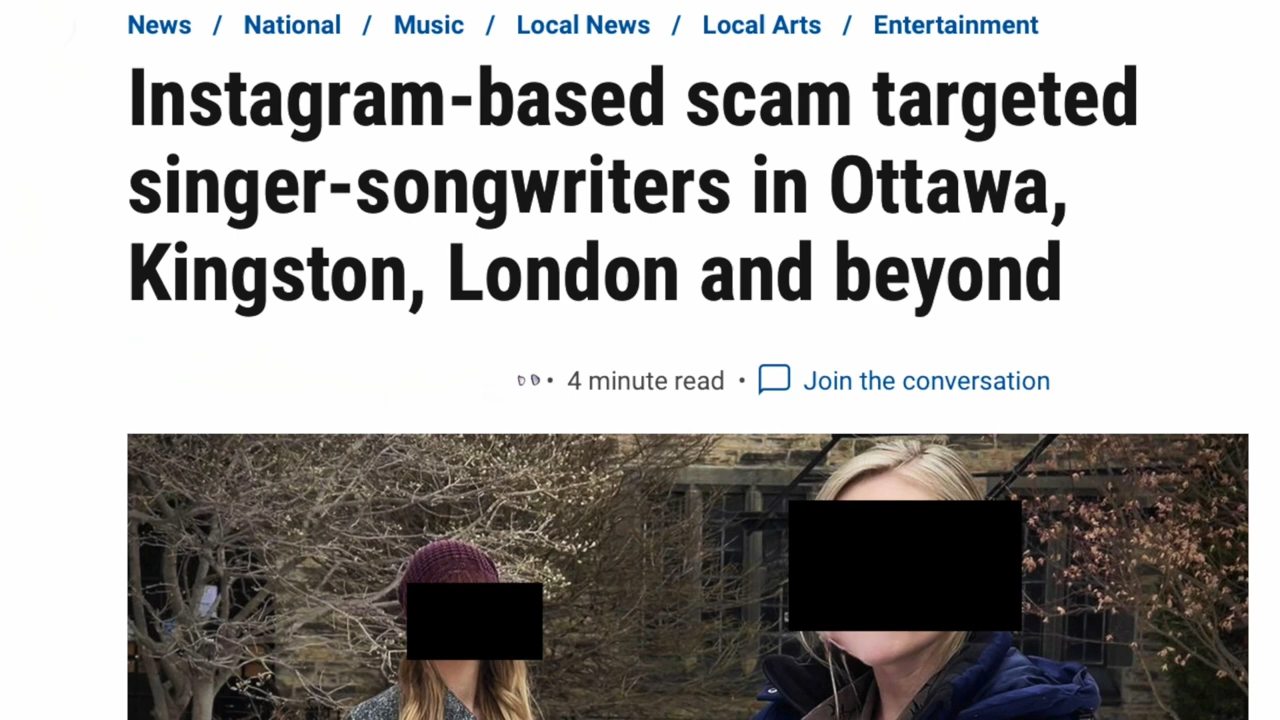 News / National / Music / Local News / Local Arts / Entertainment
Instagram-based scam targeted
singer-songwriters in Ottawa,
Kingston, London and beyond
• 4 minute read • Join the conversation